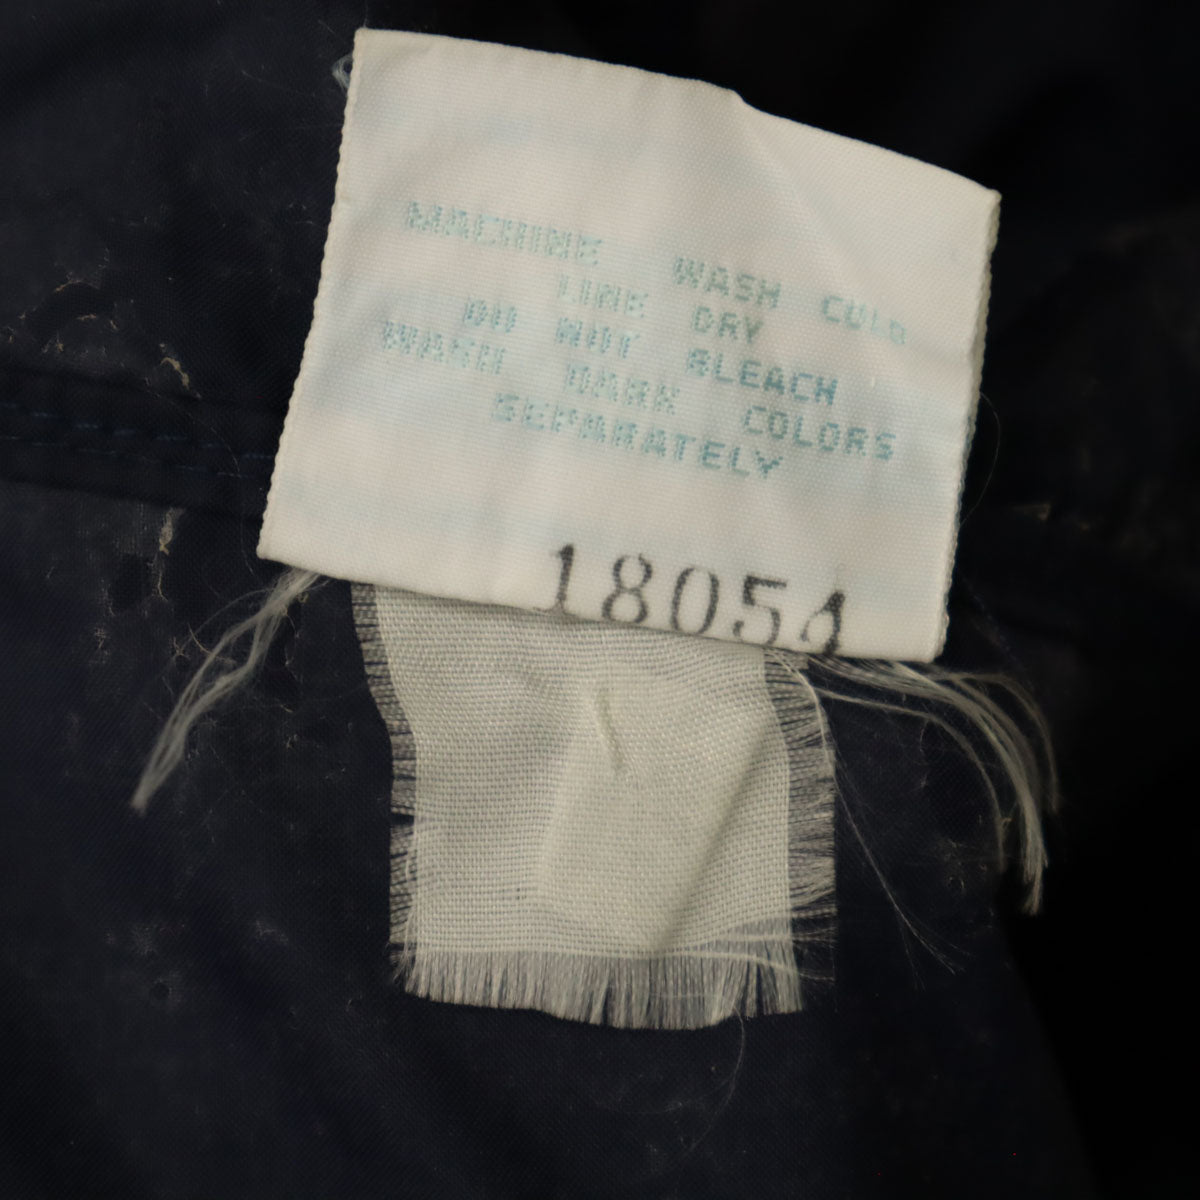 MACHINE WASH COLD
LINE DRY
DO NOT BLEACH
WASH DARK COLORS
SEPARATELY
18054